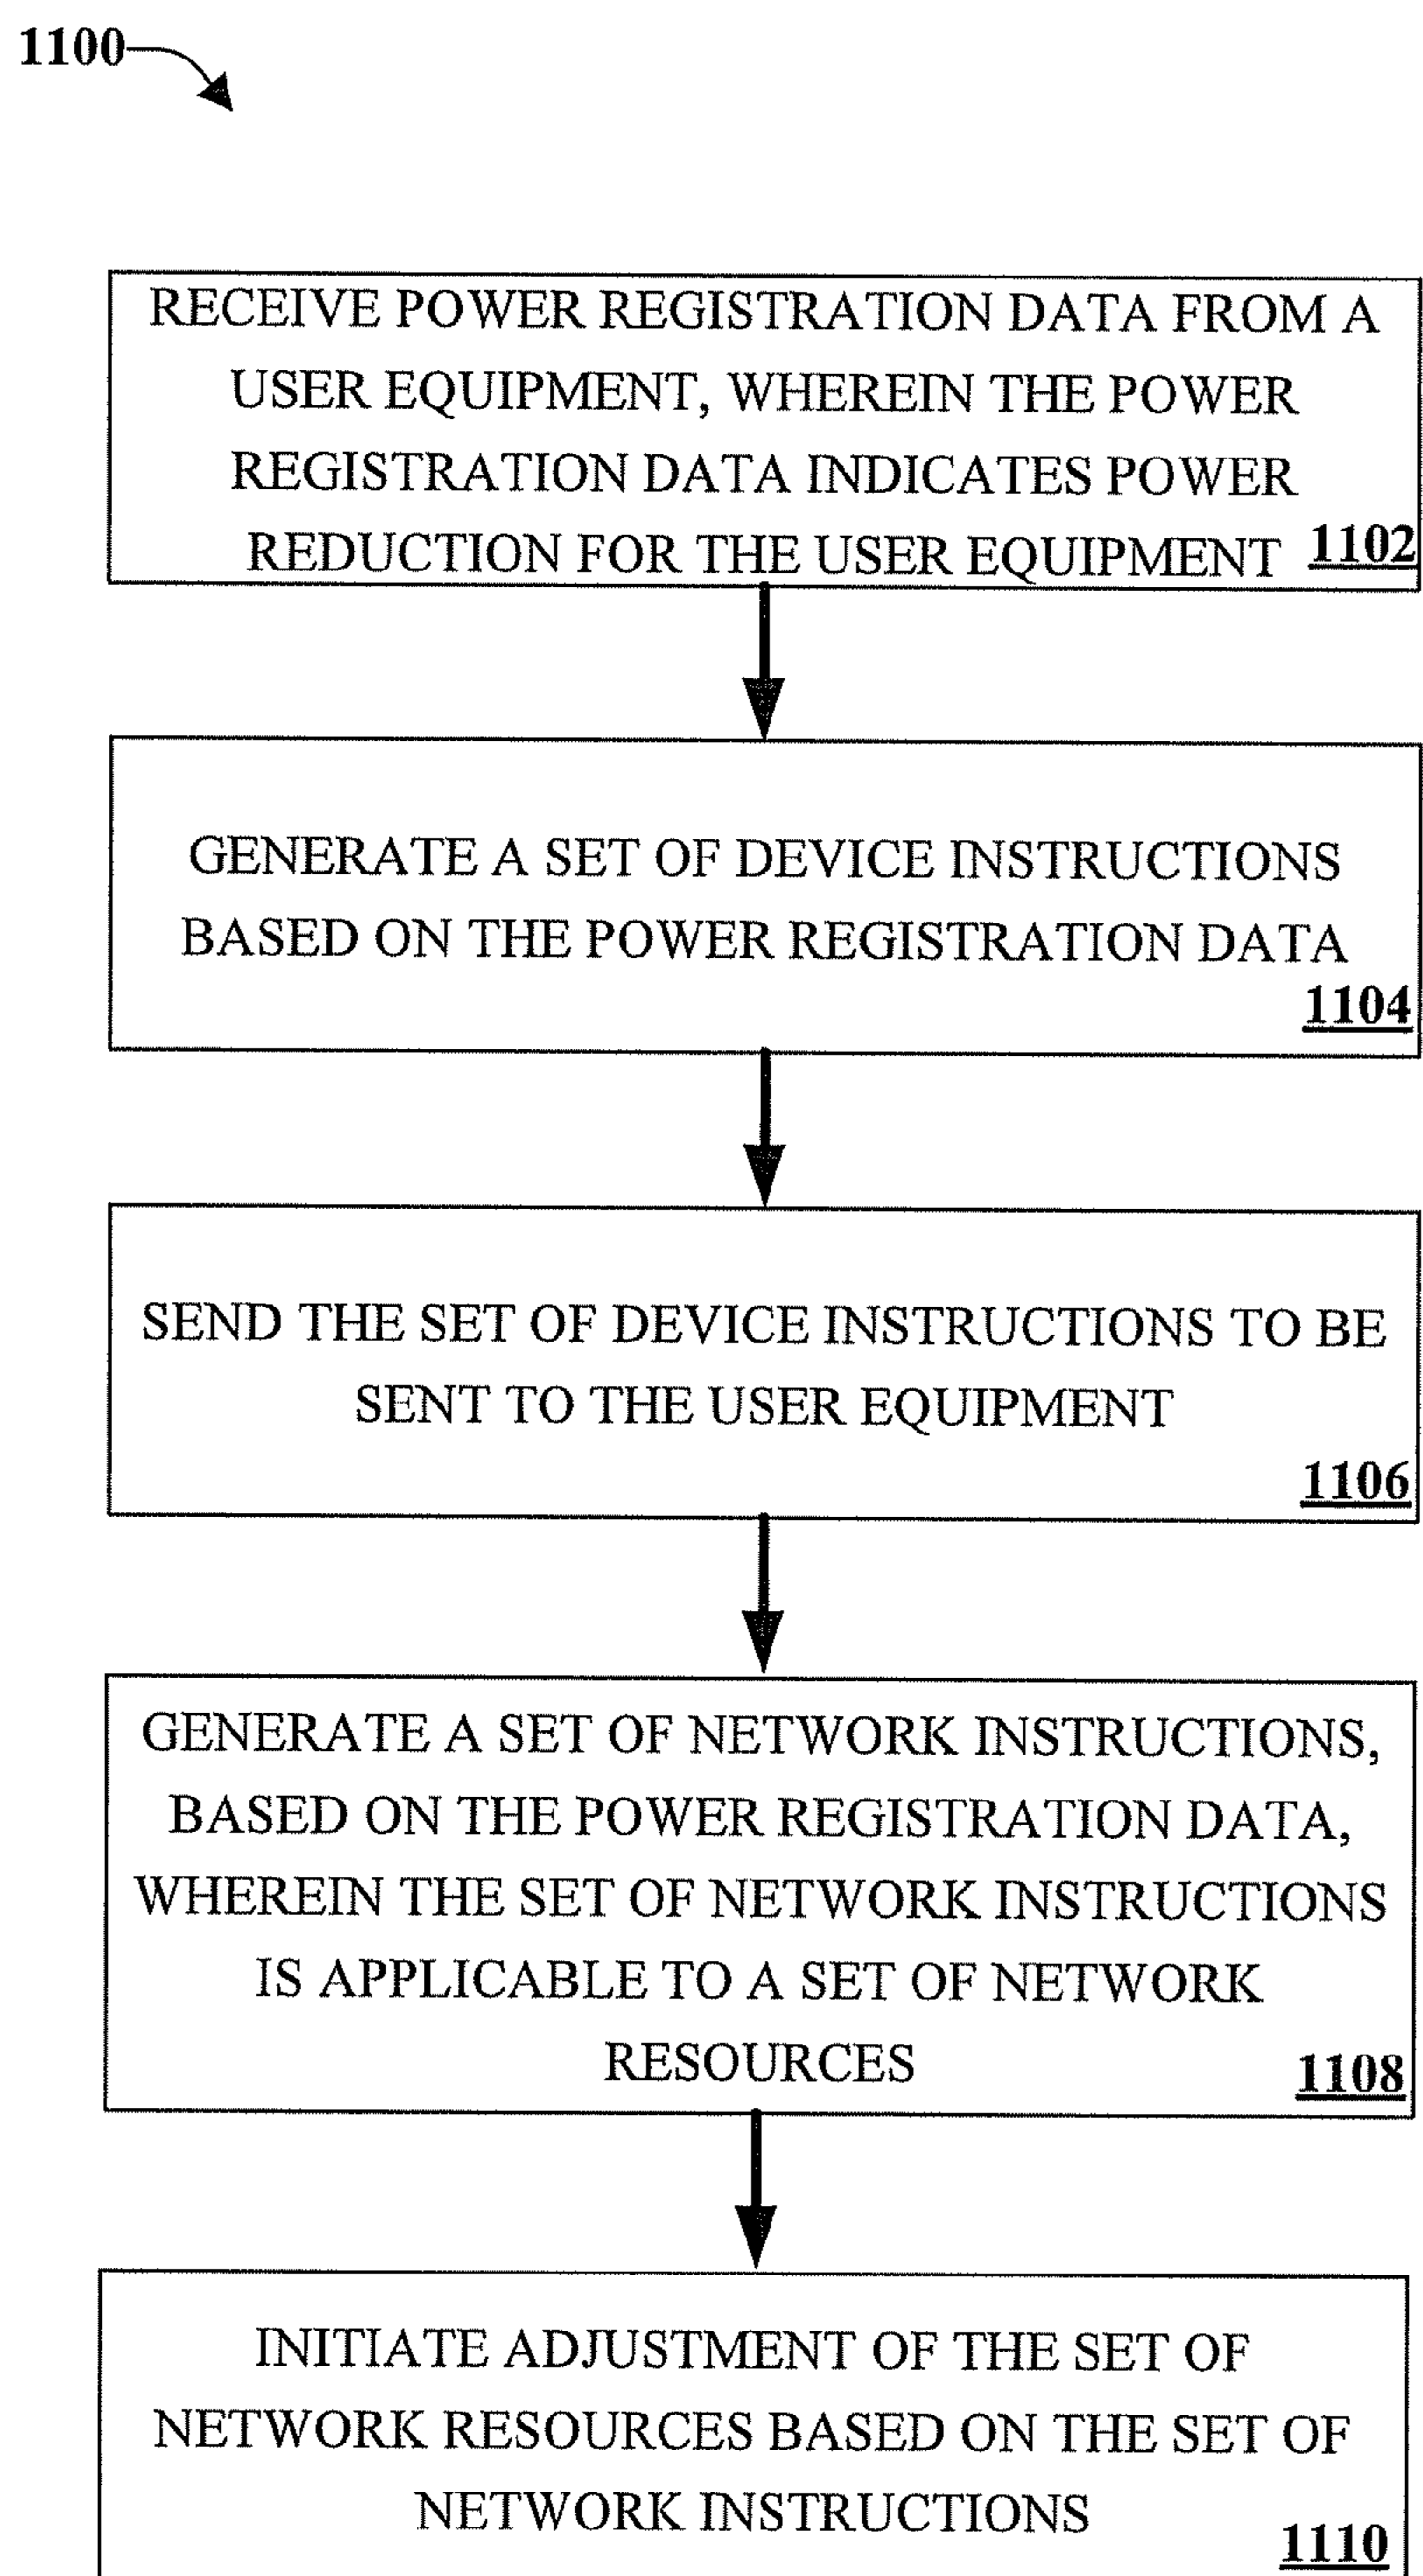 1100
RECEIVE POWER REGISTRATION DATA FROM A
USER EQUIPMENT, WHEREIN THE POWER
REGISTRATION DATA INDICATES POWER
REDUCTION FOR THE USER EQUIPMENT
1102
GENERATE A SET OF DEVICE INSTRUCTIONS
BASED ON THE POWER REGISTRATION DATA
1104
SEND THE SET OF DEVICE INSTRUCTIONS TO BE
SENT TO THE USER EQUIPMENT
1106
GENERATE A SET OF NETWORK INSTRUCTIONS,
BASED ON THE POWER REGISTRATION DATA,
WHEREIN THE SET OF NETWORK INSTRUCTIONS
IS APPLICABLE TO A SET OF NETWORK
RESOURCES
1108
INITIATE ADJUSTMENT OF THE SET OF
NETWORK RESOURCES BASED ON THE SET OF
NETWORK INSTRUCTIONS
1110